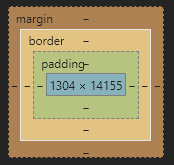 margin –
border –
padding –
– – – 1304 × 14155 – – –
–
–
–